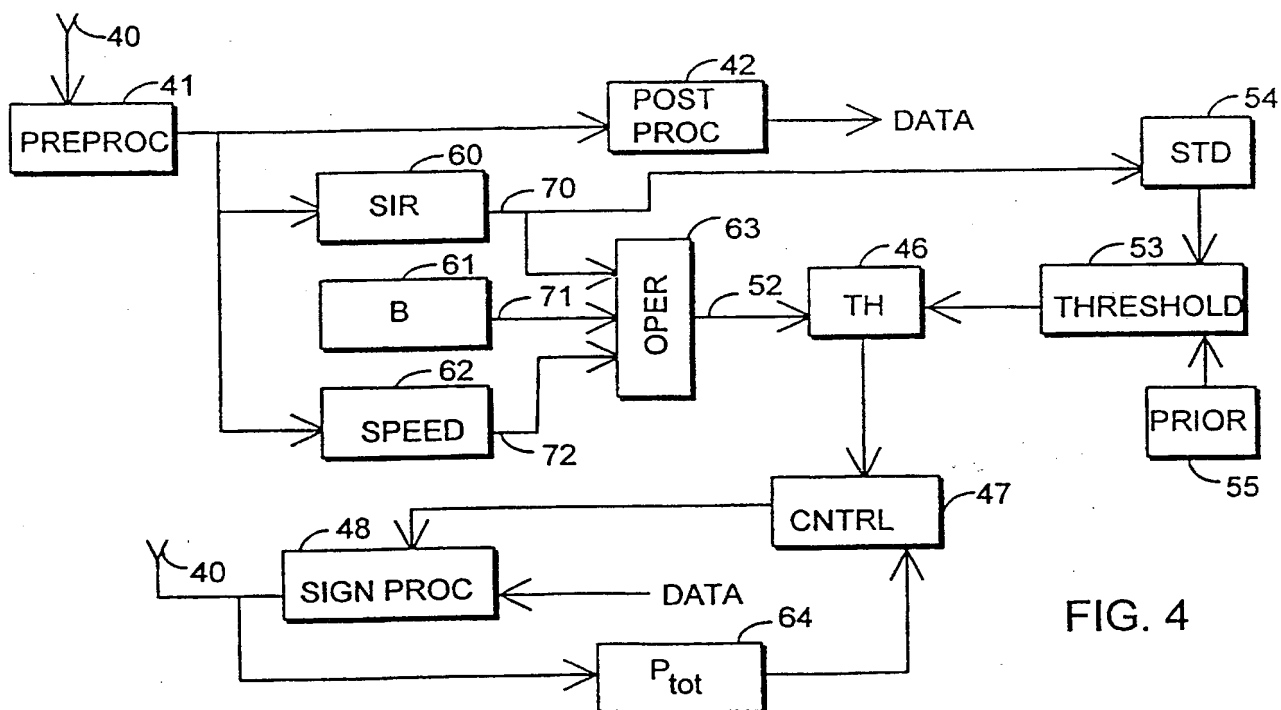 40
41
PREPROC
42
POST
PROC
DATA
54
STD
60
SIR
70
63
OPER
61
B
71
52
46
TH
53
THRESHOLD
62
SPEED
72
PRIOR
55
47
CNTRL
48
40
SIGN PROC
DATA
64
Ptot
FIG. 4